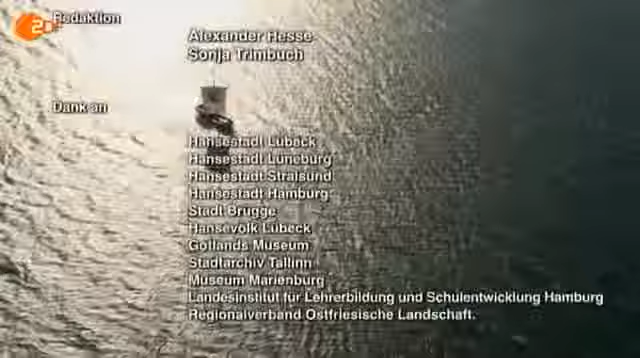 ZDF
Redaktion
Alexander Hesse
Sonja Trimbuch
Dank an
Hansestadt Lübeck
Hansestadt Lüneburg
Hansestadt Stralsund
Hansestadt Hamburg
Stadt Brügge
Hansevolk Lübeck
Gotlands Museum
Stadtarchiv Tallinn
Museum Marienburg
Landesinstitut für Lehrerbildung und Schulentwicklung Hamburg
Regionalverband Ostfriesische Landschaft.